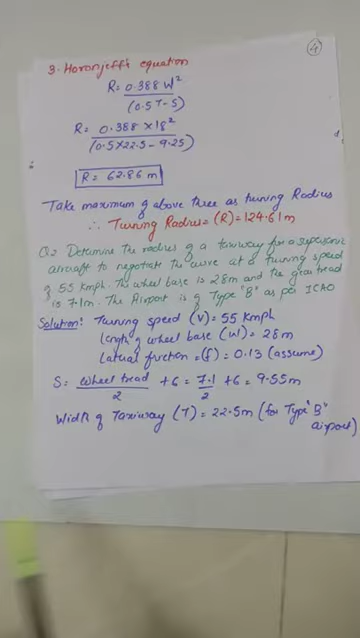 4
3. Horonjeff's equation
R = 0.388 W²
(0.5T - S)
R = 0.388 × 18²
(0.5×22.5 - 9.25)
R = 62.86 m
Take maximum of above three as turning Radius
∴ Turning Radius = (R) = 124.61 m
Q2 Determine the radius of a taxiway for a supersonic
aircraft to negotiate the curve at a turning speed
of 55 kmph. The wheel base is 28m and the gear tread
is 7.1m. The Airport is of Type "B" as per ICAO
Solution: Turning speed (V) = 55 kmph
length of wheel base (W) = 28m
lateral friction = (f) = 0.13 (assume)
S = wheel tread + 6 = 7.1 + 6 = 9.55m
2 2
Width of Taxiway (T) = 22.5m (for Type "B"
airport)